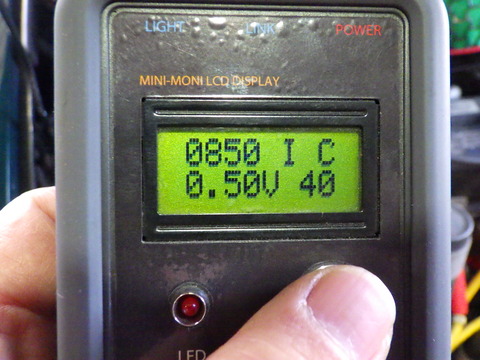 LIGHT LINK POWER
MINI-MONI LCD DISPLAY
0850 I C
0.50V 40
LED